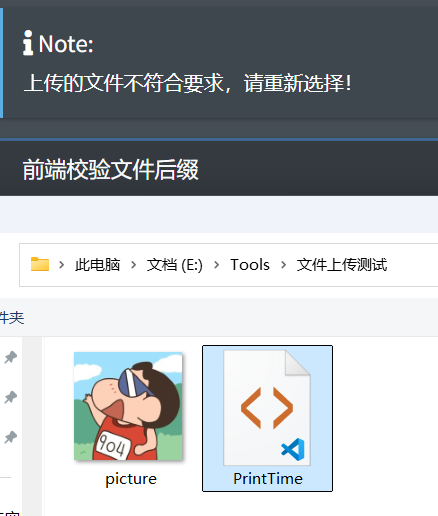 Note:
上传的文件不符合要求，请重新选择！
前端校验文件后缀
此电脑 › 文档 (E:) › Tools › 文件上传测试
件夹
904
picture PrintTime